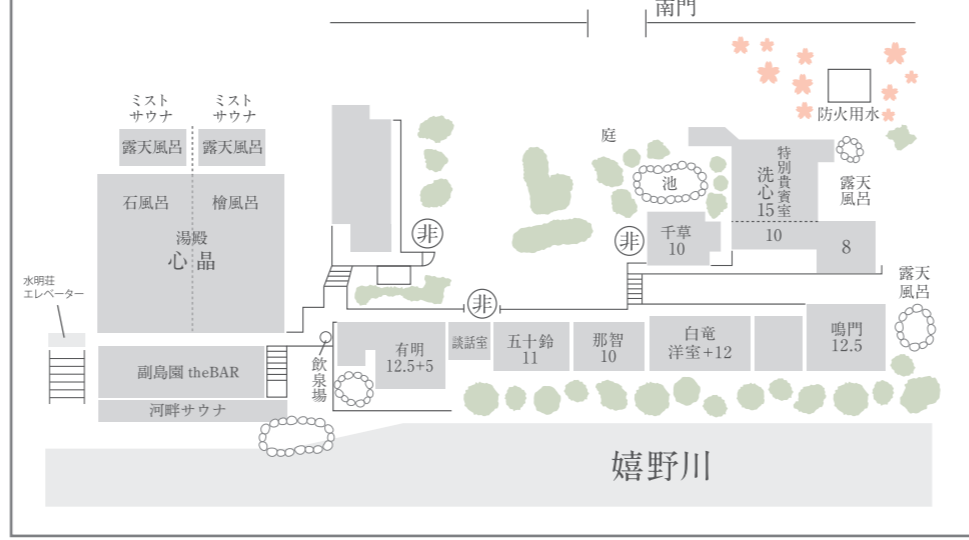 南門
防火用水
ミスト
サウナ
ミスト
サウナ
露天風呂
露天風呂
石風呂
檜風呂
湯殿
心晶
水明荘
エレベーター
副島園 theBAR
河畔サウナ
庭
池
非
非
非
千草
10
特別貴賓室
洗心
15
10
8
露天
風呂
露天
風呂
飲泉場
有明
12.5+5
談話室
五十鈴
11
那智
10
白竜
洋室+12
鳴門
12.5
嬉野川